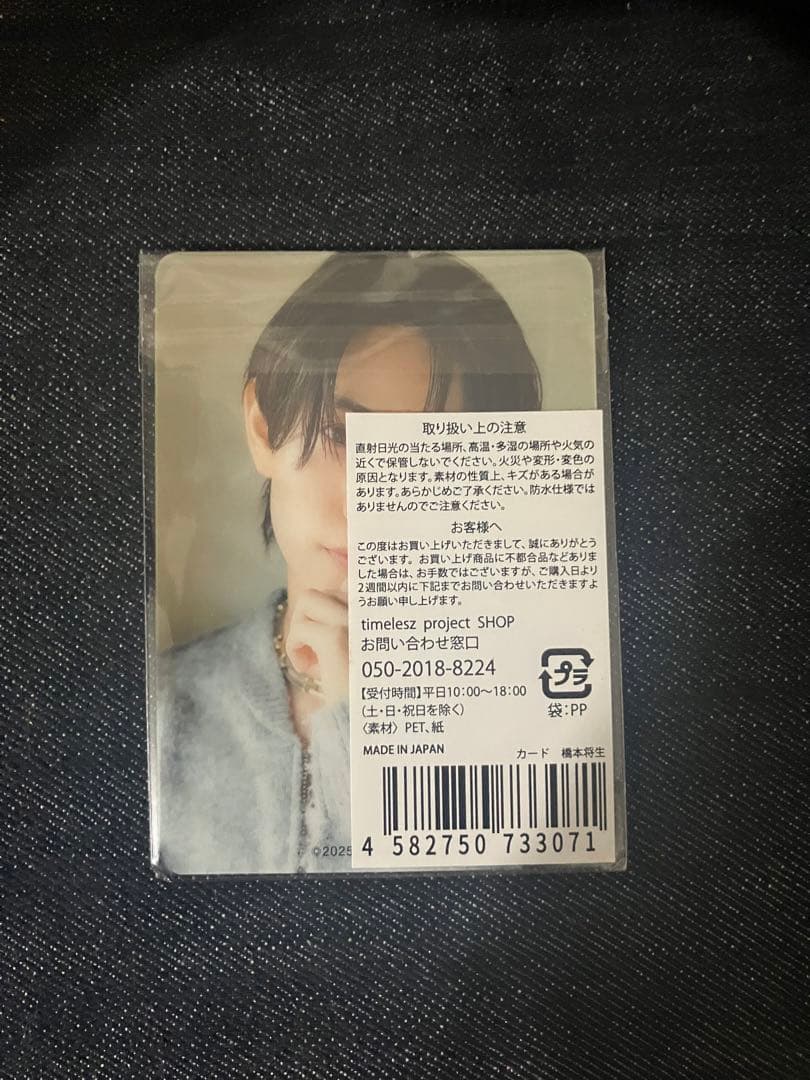 取り扱い上の注意
直射日光の当たる場所、高温・多湿の場所や火気の
近くで保管しないでください。火災や変形・変色の
原因となります。素材の性質上、キズがある場合が
あります。あらかじめご了承ください。防水仕様では
ありませんのでご注意ください。
お客様へ
この度はお買い上げいただきまして、誠にありがとう
ございます。お買い上げ商品に不都合品などありま
した場合は、お手数ではございますが、ご購入日より
2週間以内に下記までお問い合わせいただきますよ
うお願い申し上げます。
timelesz project SHOP
お問い合わせ窓口
050-2018-8224
【受付時間】平日10:00～18:00
(土・日・祝日を除く)
〈素材〉PET、紙
プラ
袋:PP
MADE IN JAPAN
カード 橋本将生
4 582750 733071
©2025